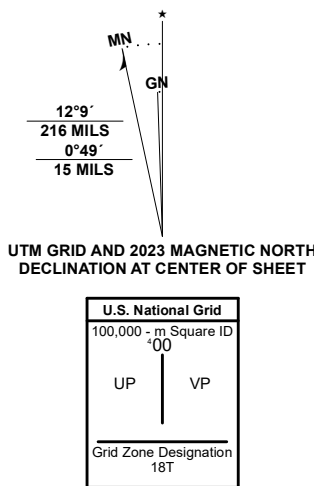 ★
MN
GN
12°9´
216 MILS
0°49´
15 MILS
UTM GRID AND 2023 MAGNETIC NORTH
DECLINATION AT CENTER OF SHEET
U.S. National Grid
100,000 - m Square ID
⁴00
UP VP
Grid Zone Designation
18T